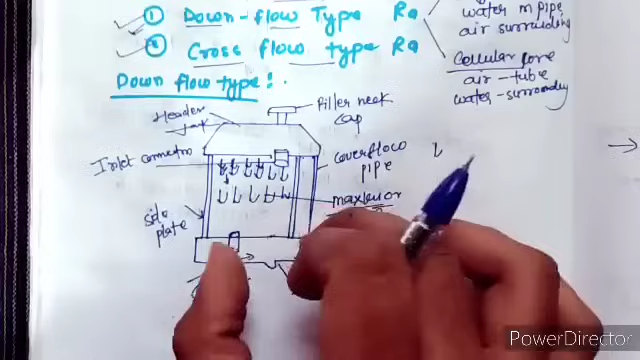 ① Down-flow Type Ra
② Cross flow type Ra
water in pipe
air surrounding
Cellular core
air - tube
water - surrounding
Down flow type :-
Header
tank
Filler neck
cap
Inlet connector
overflow
pipe
side
plate
PowerDirector